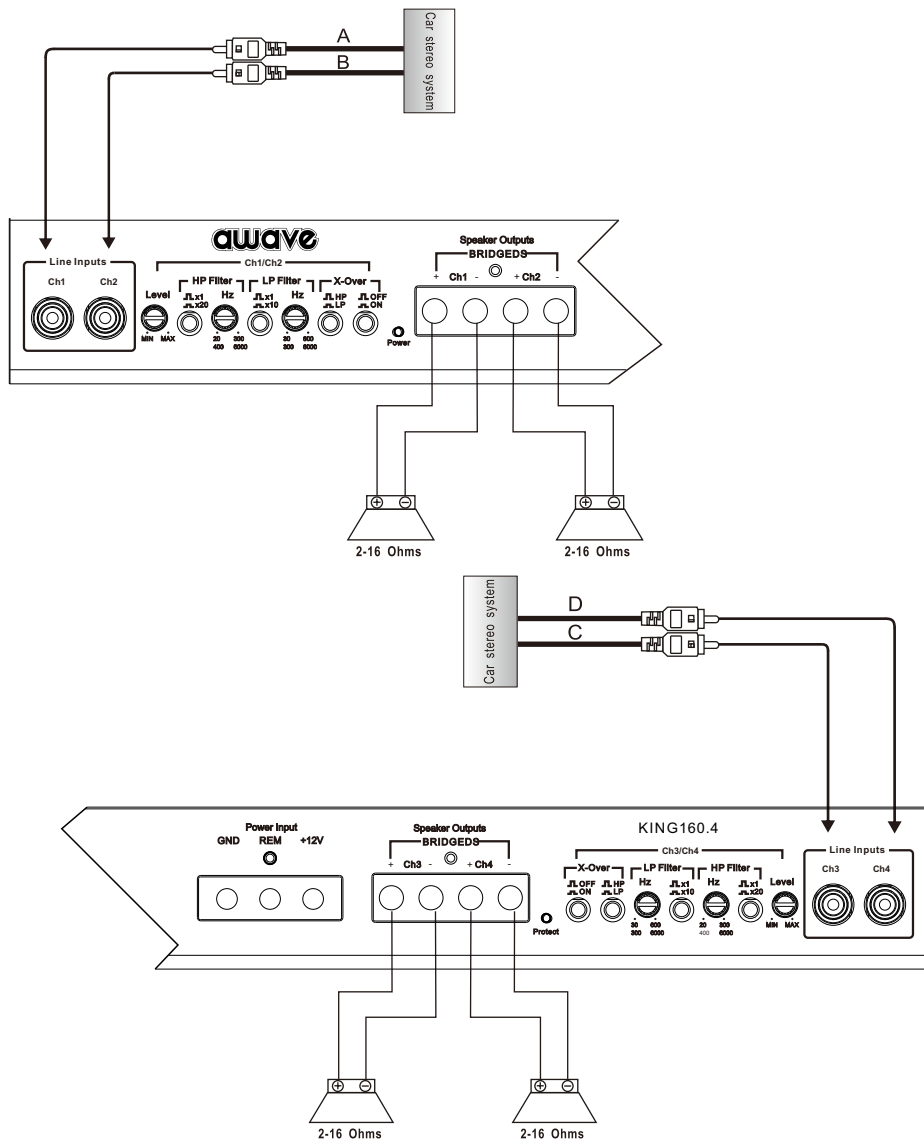 A
B
Car stereo system
awave
Line Inputs
Ch1 Ch2
Ch1/Ch2
Level
MIN MAX
HP Filter
x1
x20
Hz
20 300
400 6000
LP Filter
x1
x10
Hz
30 600
300 6000
X-Over
HP
LP
OFF
ON
Power
Speaker Outputs
BRIDGEDS
+ Ch1 - + Ch2 -
+ - + -
2-16 Ohms 2-16 Ohms
Car stereo system
D
C
Power Input
GND REM +12V
Speaker Outputs
BRIDGEDS
+ Ch3 - + Ch4 -
Protect
KING160.4
Ch3/Ch4
X-Over
OFF
ON
HP
LP
LP Filter
Hz
30 600
300 6000
x1
x10
HP Filter
Hz
20 300
400 6000
x1
x20
Level
MIN MAX
Line Inputs
Ch3 Ch4
+ - + -
2-16 Ohms 2-16 Ohms